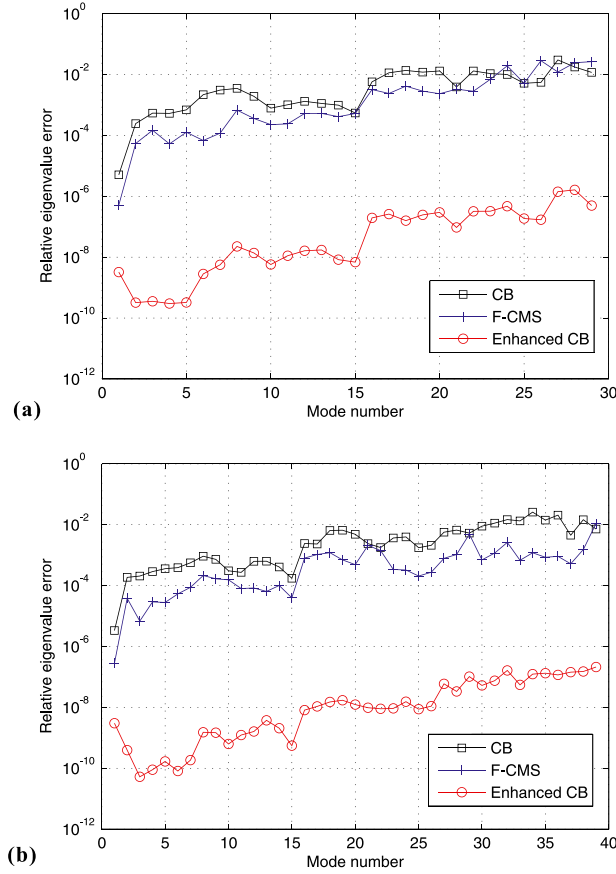 10^0
10^-2
10^-4
10^-6
10^-8
10^-10
10^-12
Relative eigenvalue error
CB
F-CMS
Enhanced CB
0 5 10 15 20 25 30
Mode number
(a)
10^0
10^-2
10^-4
10^-6
10^-8
10^-10
10^-12
Relative eigenvalue error
CB
F-CMS
Enhanced CB
0 5 10 15 20 25 30 35 40
Mode number
(b)